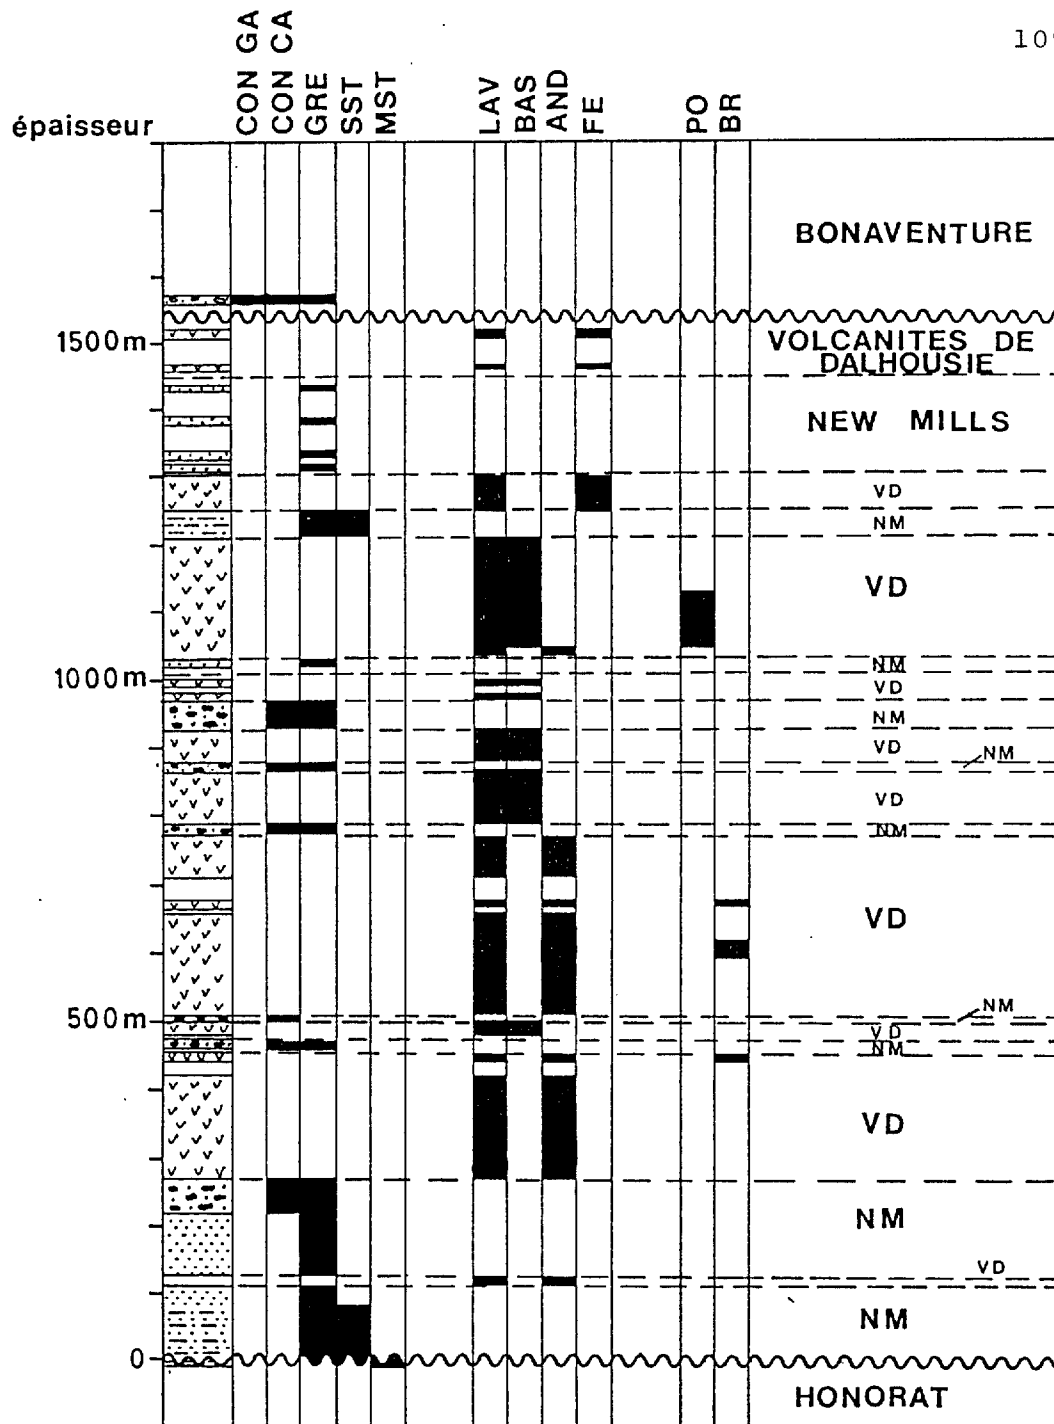 10
épaisseur
CON GA
CON CA
GRE
SST
MST
LAV
BAS
AND
FE
PO
BR
BONAVENTURE
1500m
VOLCANITES DE
DALHOUSIE
NEW MILLS
VD
NM
VD
NM
1000m
VD
NM
VD
NM
VD
NM
VD
NM
500m
VD
NM
VD
NM
VD
NM
0
HONORAT